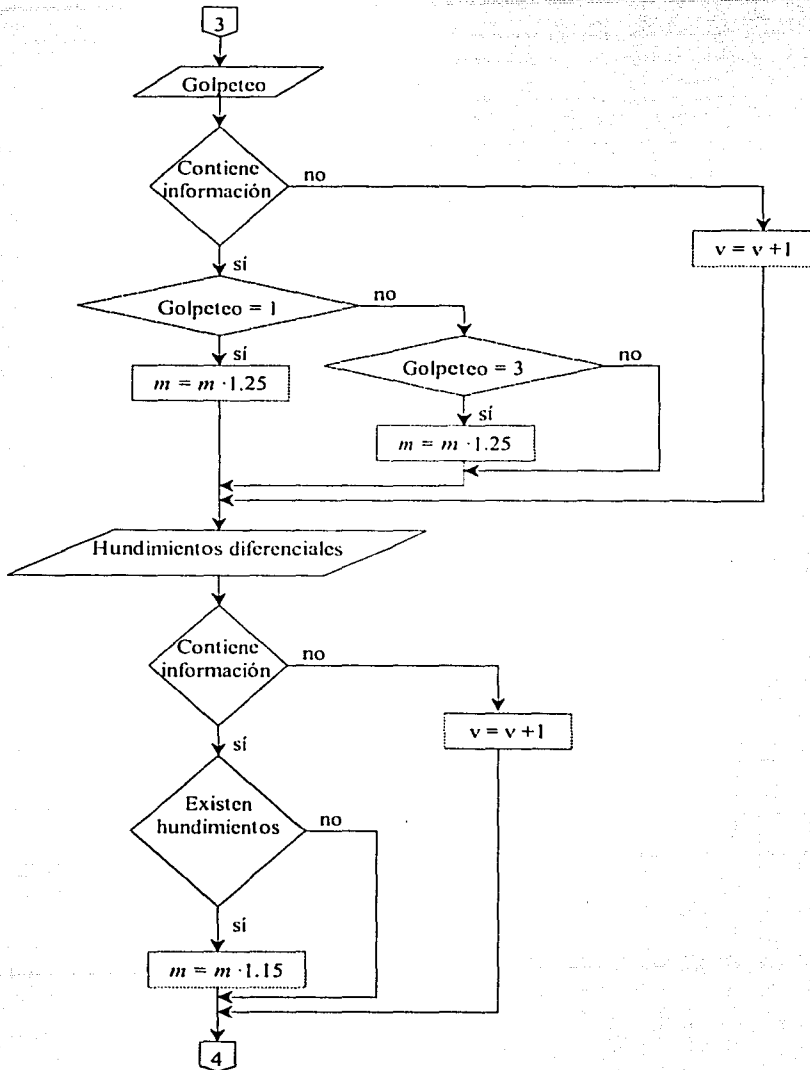 3
Golpeteo
Contiene
información
no
v = v +1
sí
Golpeteo = 1
no
sí
m = m ·1.25
Golpeteo = 3
no
sí
m = m ·1.25
Hundimientos diferenciales
Contiene
información
no
v = v +1
sí
Existen
hundimientos
no
sí
m = m ·1.15
4